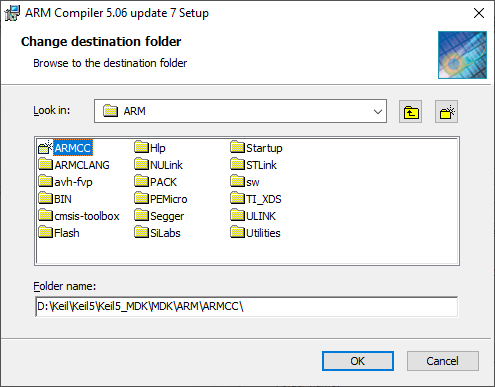 ARM Compiler 5.06 update 7 Setup
Change destination folder
Browse to the destination folder
Look in:
ARM
ARMCC
Hlp
Startup
ARMCLANG
NULink
STLink
avh-fvp
PACK
sw
BIN
PEMicro
TI_XDS
cmsis-toolbox
Segger
ULINK
Flash
SiLabs
Utilities
Folder name:
D:\Keil\Keil5\Keil5_MDK\MDK\ARM\ARMCC\
OK
Cancel